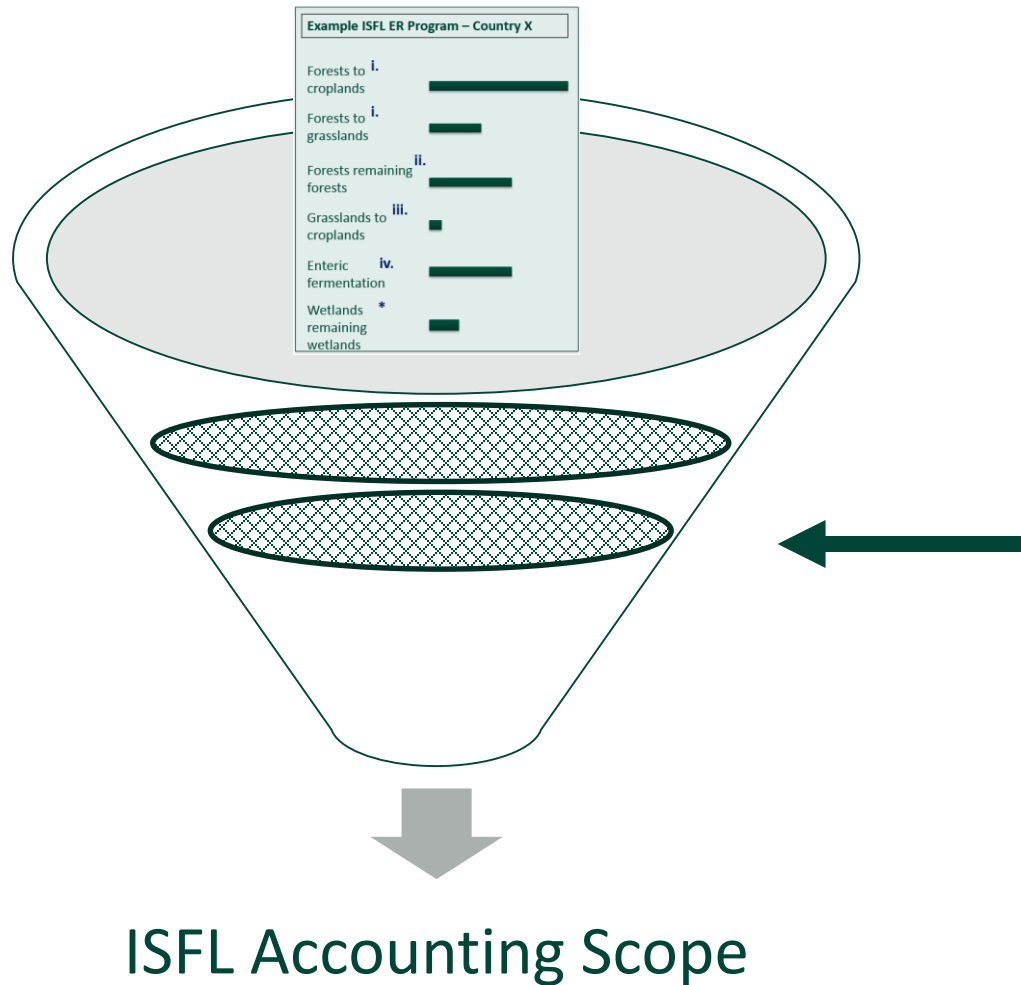 Example ISFL ER Program – Country X
Forests to i.
croplands
Forests to i.
grasslands
Forests remaining ii.
forests
Grasslands to iii.
croplands
Enteric iv.
fermentation
Wetlands *
remaining
wetlands
ISFL Accounting Scope